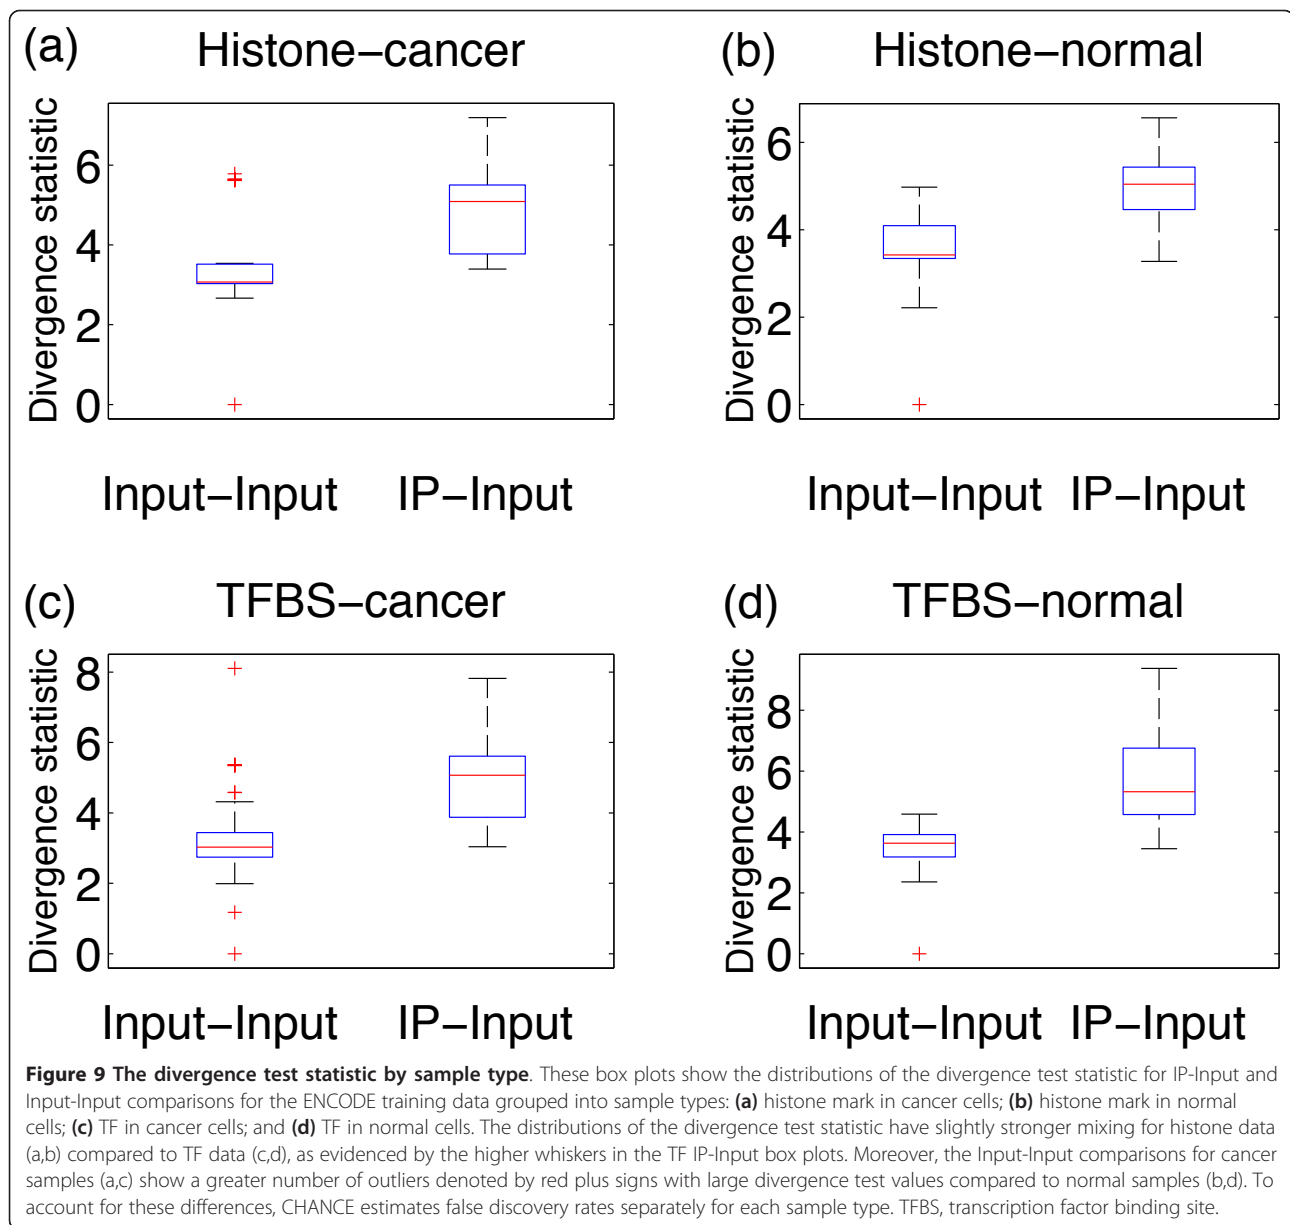 (a)
Histone–cancer
Divergence statistic
6
4
2
0
Input–Input
IP–Input
(b)
Histone–normal
Divergence statistic
6
4
2
0
Input–Input
IP–Input
(c)
TFBS–cancer
Divergence statistic
8
6
4
2
0
Input–Input
IP–Input
(d)
TFBS–normal
Divergence statistic
8
6
4
2
0
Input–Input
IP–Input
Figure 9 The divergence test statistic by sample type. These box plots show the distributions of the divergence test statistic for IP-Input and
Input-Input comparisons for the ENCODE training data grouped into sample types: (a) histone mark in cancer cells; (b) histone mark in normal
cells; (c) TF in cancer cells; and (d) TF in normal cells. The distributions of the divergence test statistic have slightly stronger mixing for histone data
(a,b) compared to TF data (c,d), as evidenced by the higher whiskers in the TF IP-Input box plots. Moreover, the Input-Input comparisons for cancer
samples (a,c) show a greater number of outliers denoted by red plus signs with large divergence test values compared to normal samples (b,d). To
account for these differences, CHANCE estimates false discovery rates separately for each sample type. TFBS, transcription factor binding site.